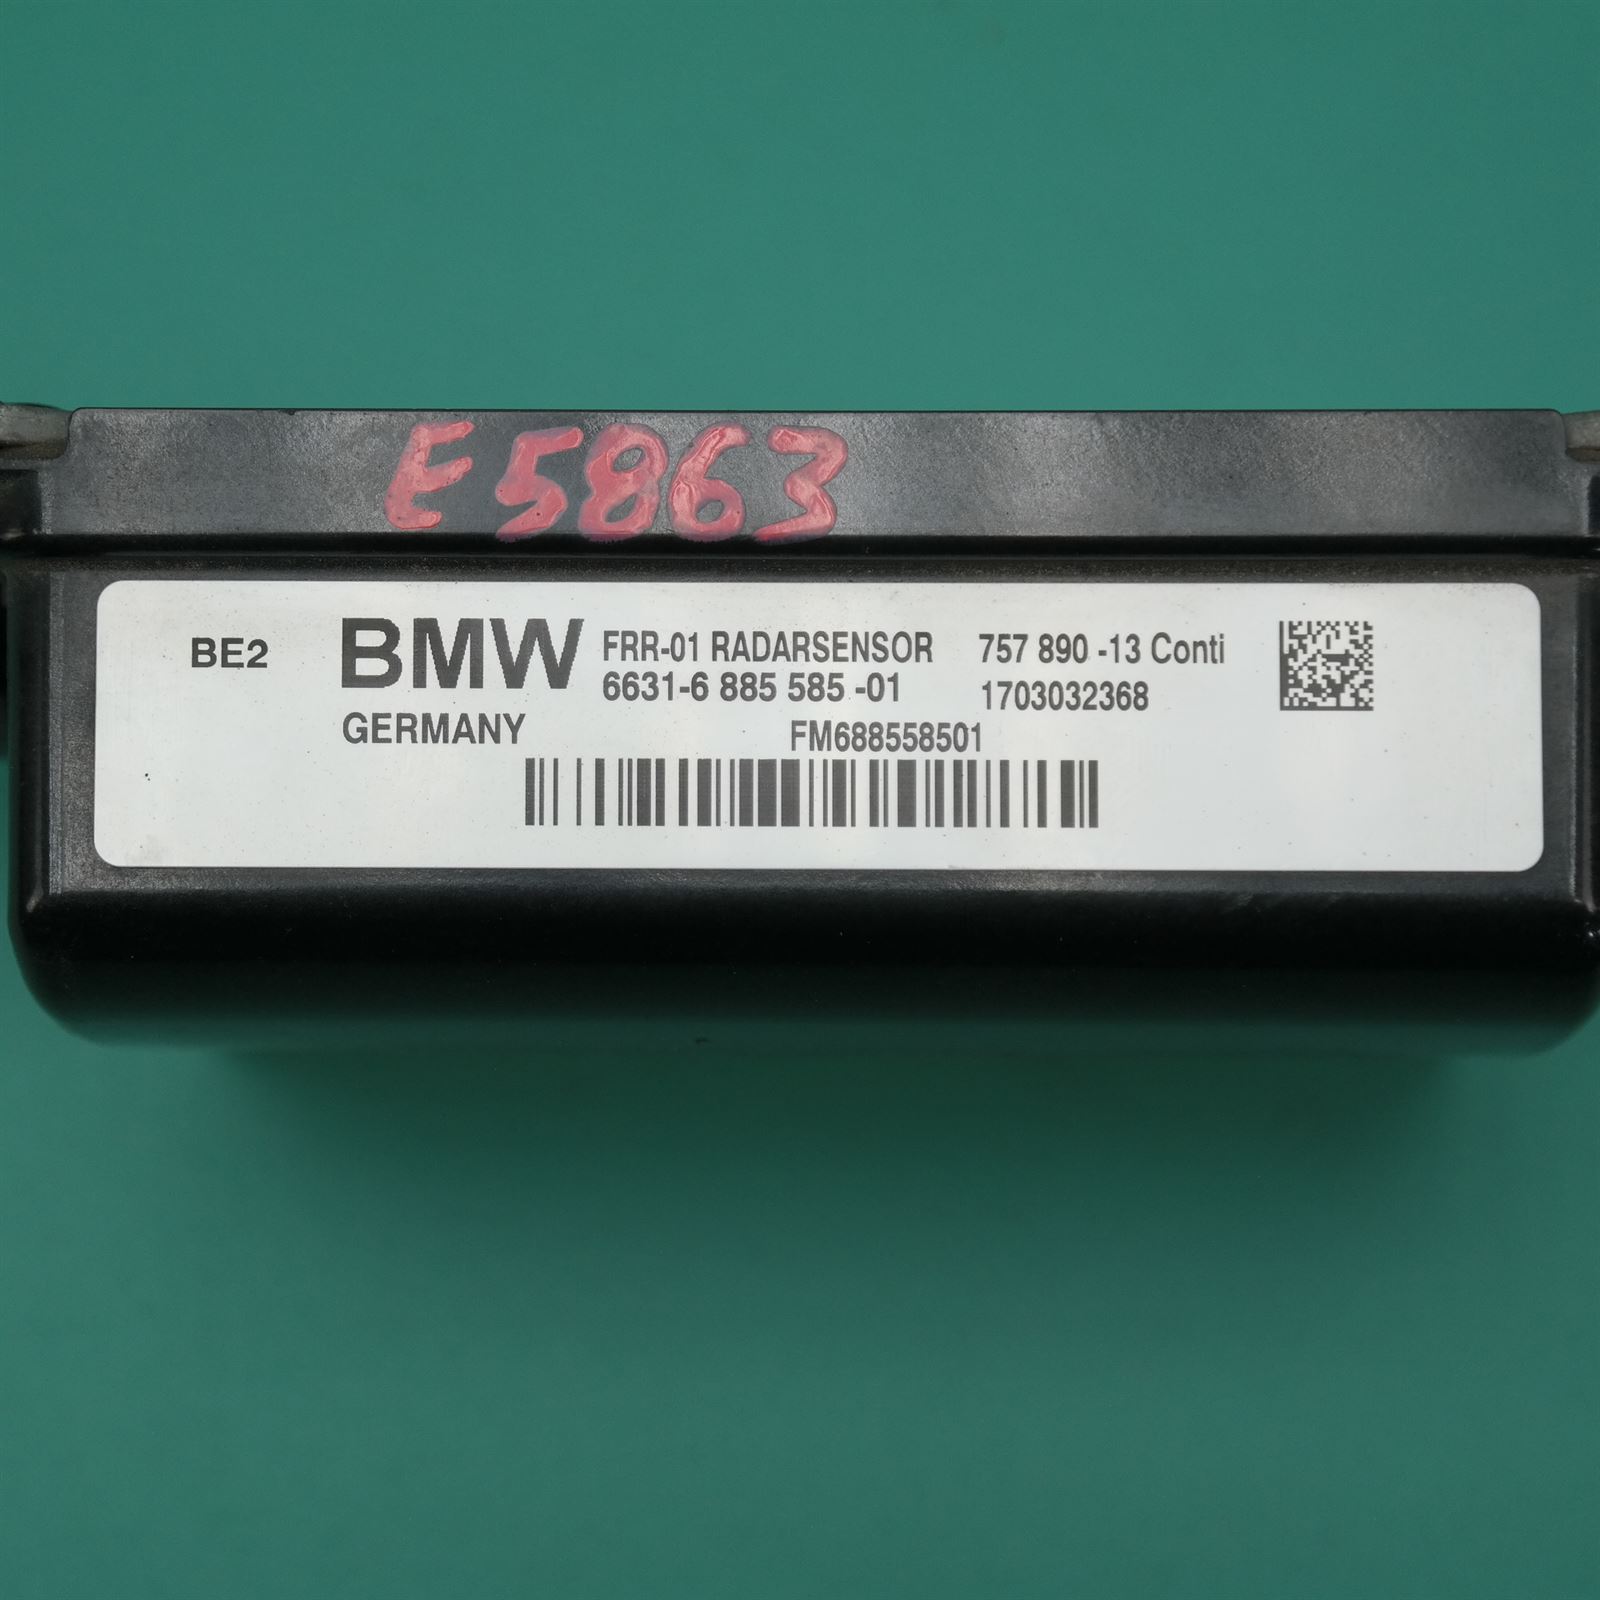 E5863
BE2 BMW FRR-01 RADARSENSOR 757 890 -13 Conti
6631-6 885 585 -01 1703032368
GERMANY FM688558501